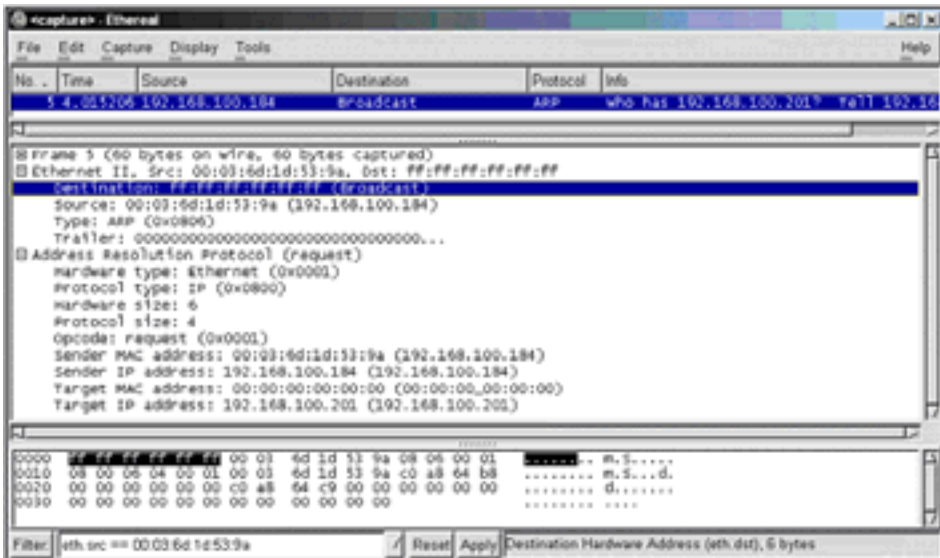 <capture> - Ethereal
File Edit Capture Display Tools Help
No. . Time Source Destination Protocol Info
5 4.015206 192.168.100.184 Broadcast ARP who has 192.168.100.201? Tell 192.16
Frame 5 (60 bytes on wire, 60 bytes captured)
Ethernet II, Src: 00:03:6d:1d:53:9a, Dst: ff:ff:ff:ff:ff:ff
Destination: ff:ff:ff:ff:ff:ff (Broadcast)
Source: 00:03:6d:1d:53:9a (192.168.100.184)
Type: ARP (0x0806)
Trailer: 00000000000000000000000000000000...
Address Resolution Protocol (request)
Hardware type: Ethernet (0x0001)
Protocol type: IP (0x0800)
Hardware size: 6
Protocol size: 4
Opcode: request (0x0001)
Sender MAC address: 00:03:6d:1d:53:9a (192.168.100.184)
Sender IP address: 192.168.100.184 (192.168.100.184)
Target MAC address: 00:00:00:00:00:00 (00:00:00_00:00:00)
Target IP address: 192.168.100.201 (192.168.100.201)
0000 ff ff ff ff ff ff 00 03 6d 1d 53 9a 08 06 00 01 ........ m.S.....
0010 08 00 06 04 00 01 00 03 6d 1d 53 9a c0 a8 64 b8 ........ m.S...d.
0020 00 00 00 00 00 00 c0 a8 64 c9 00 00 00 00 00 00 ........ d.......
0030 00 00 00 00 00 00 00 00 00 00 00 00 ........ ....
Filter: eth.src == 00:03:6d:1d:53:9a Reset Apply Destination Hardware Address (eth.dst), 6 bytes